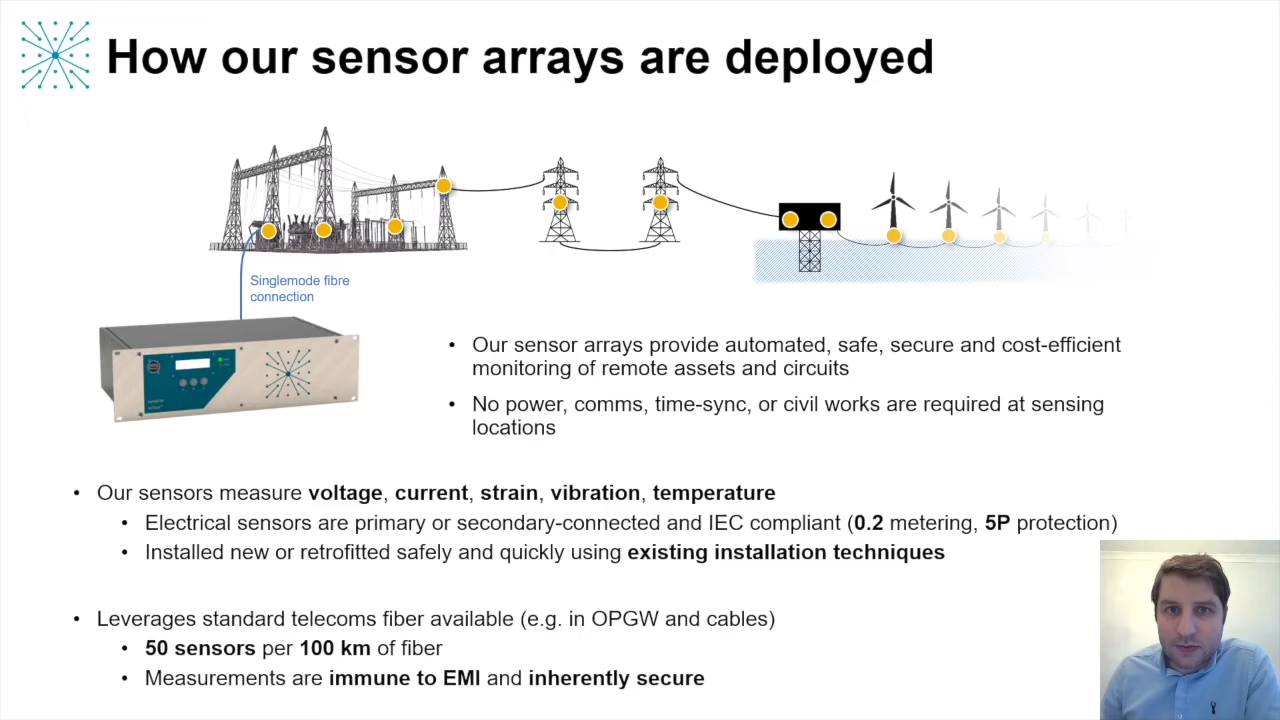 How our sensor arrays are deployed
Singlemode fibre
connection
• Our sensor arrays provide automated, safe, secure and cost-efficient
monitoring of remote assets and circuits
• No power, comms, time-sync, or civil works are required at sensing
locations
• Our sensors measure voltage, current, strain, vibration, temperature
• Electrical sensors are primary or secondary-connected and IEC compliant (0.2 metering, 5P protection)
• Installed new or retrofitted safely and quickly using existing installation techniques
• Leverages standard telecoms fiber available (e.g. in OPGW and cables)
• 50 sensors per 100 km of fiber
• Measurements are immune to EMI and inherently secure